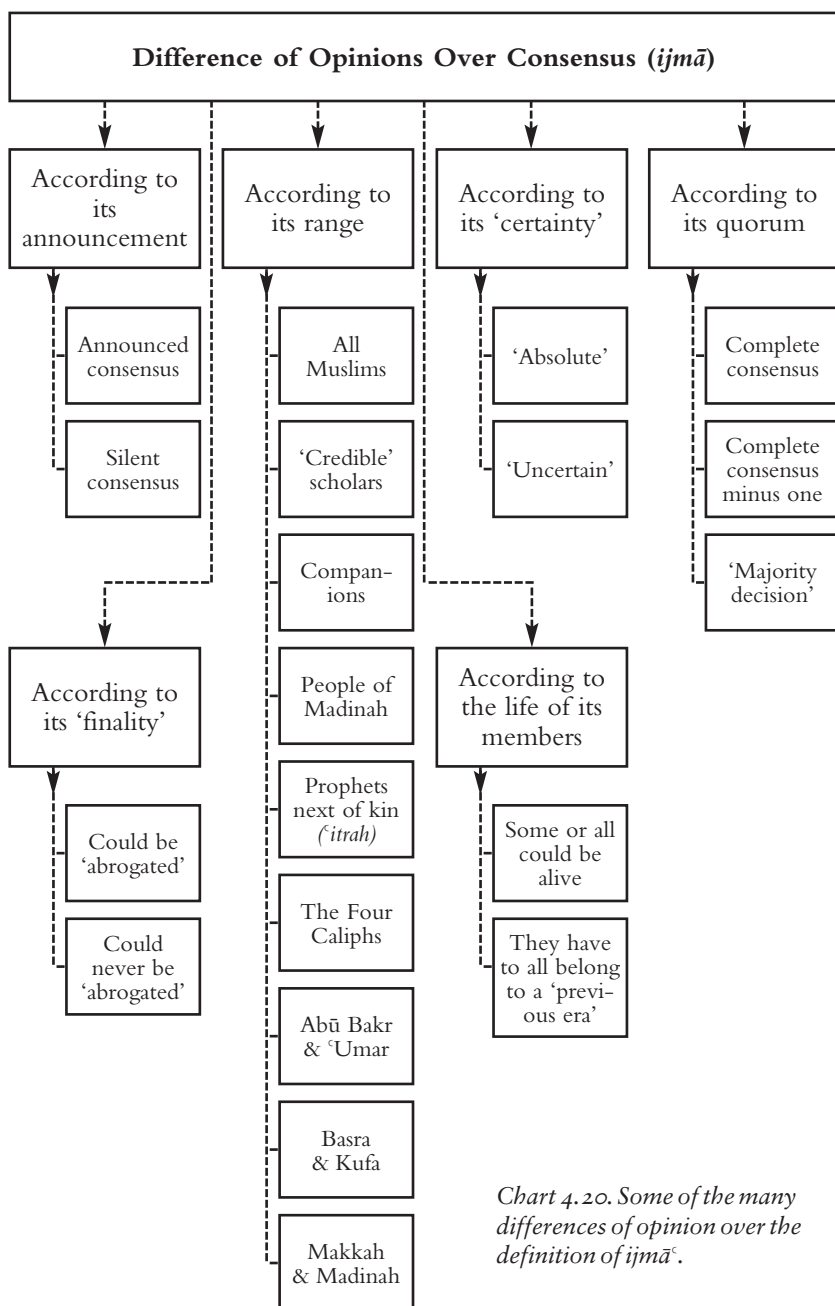 Difference of Opinions Over Consensus (ijmā)
According to
its
announcement
Announced
consensus
Silent
consensus
According to
its range
All
Muslims
‘Credible’
scholars
Compan-
ions
People of
Madinah
Prophets
next of kin
(ʿitrah)
The Four
Caliphs
Abū Bakr
& ʿUmar
Basra
& Kufa
Makkah
& Madinah
According to
its ‘certainty’
‘Absolute’
‘Uncertain’
According to
its quorum
Complete
consensus
Complete
consensus
minus one
‘Majority
decision’
According to
its ‘finality’
Could be
‘abrogated’
Could
never be
‘abrogated’
According to
the life of its
members
Some or all
could be
alive
They have
to all belong
to a ‘previ-
ous era’
Chart 4.20. Some of the many
differences of opinion over the
definition of ijmāʿ.